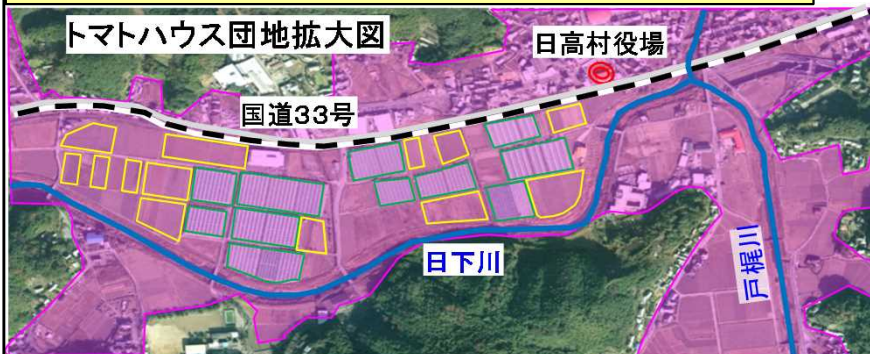 トマトハウス団地拡大図
日高村役場
国道33号
日下川
戸梶川